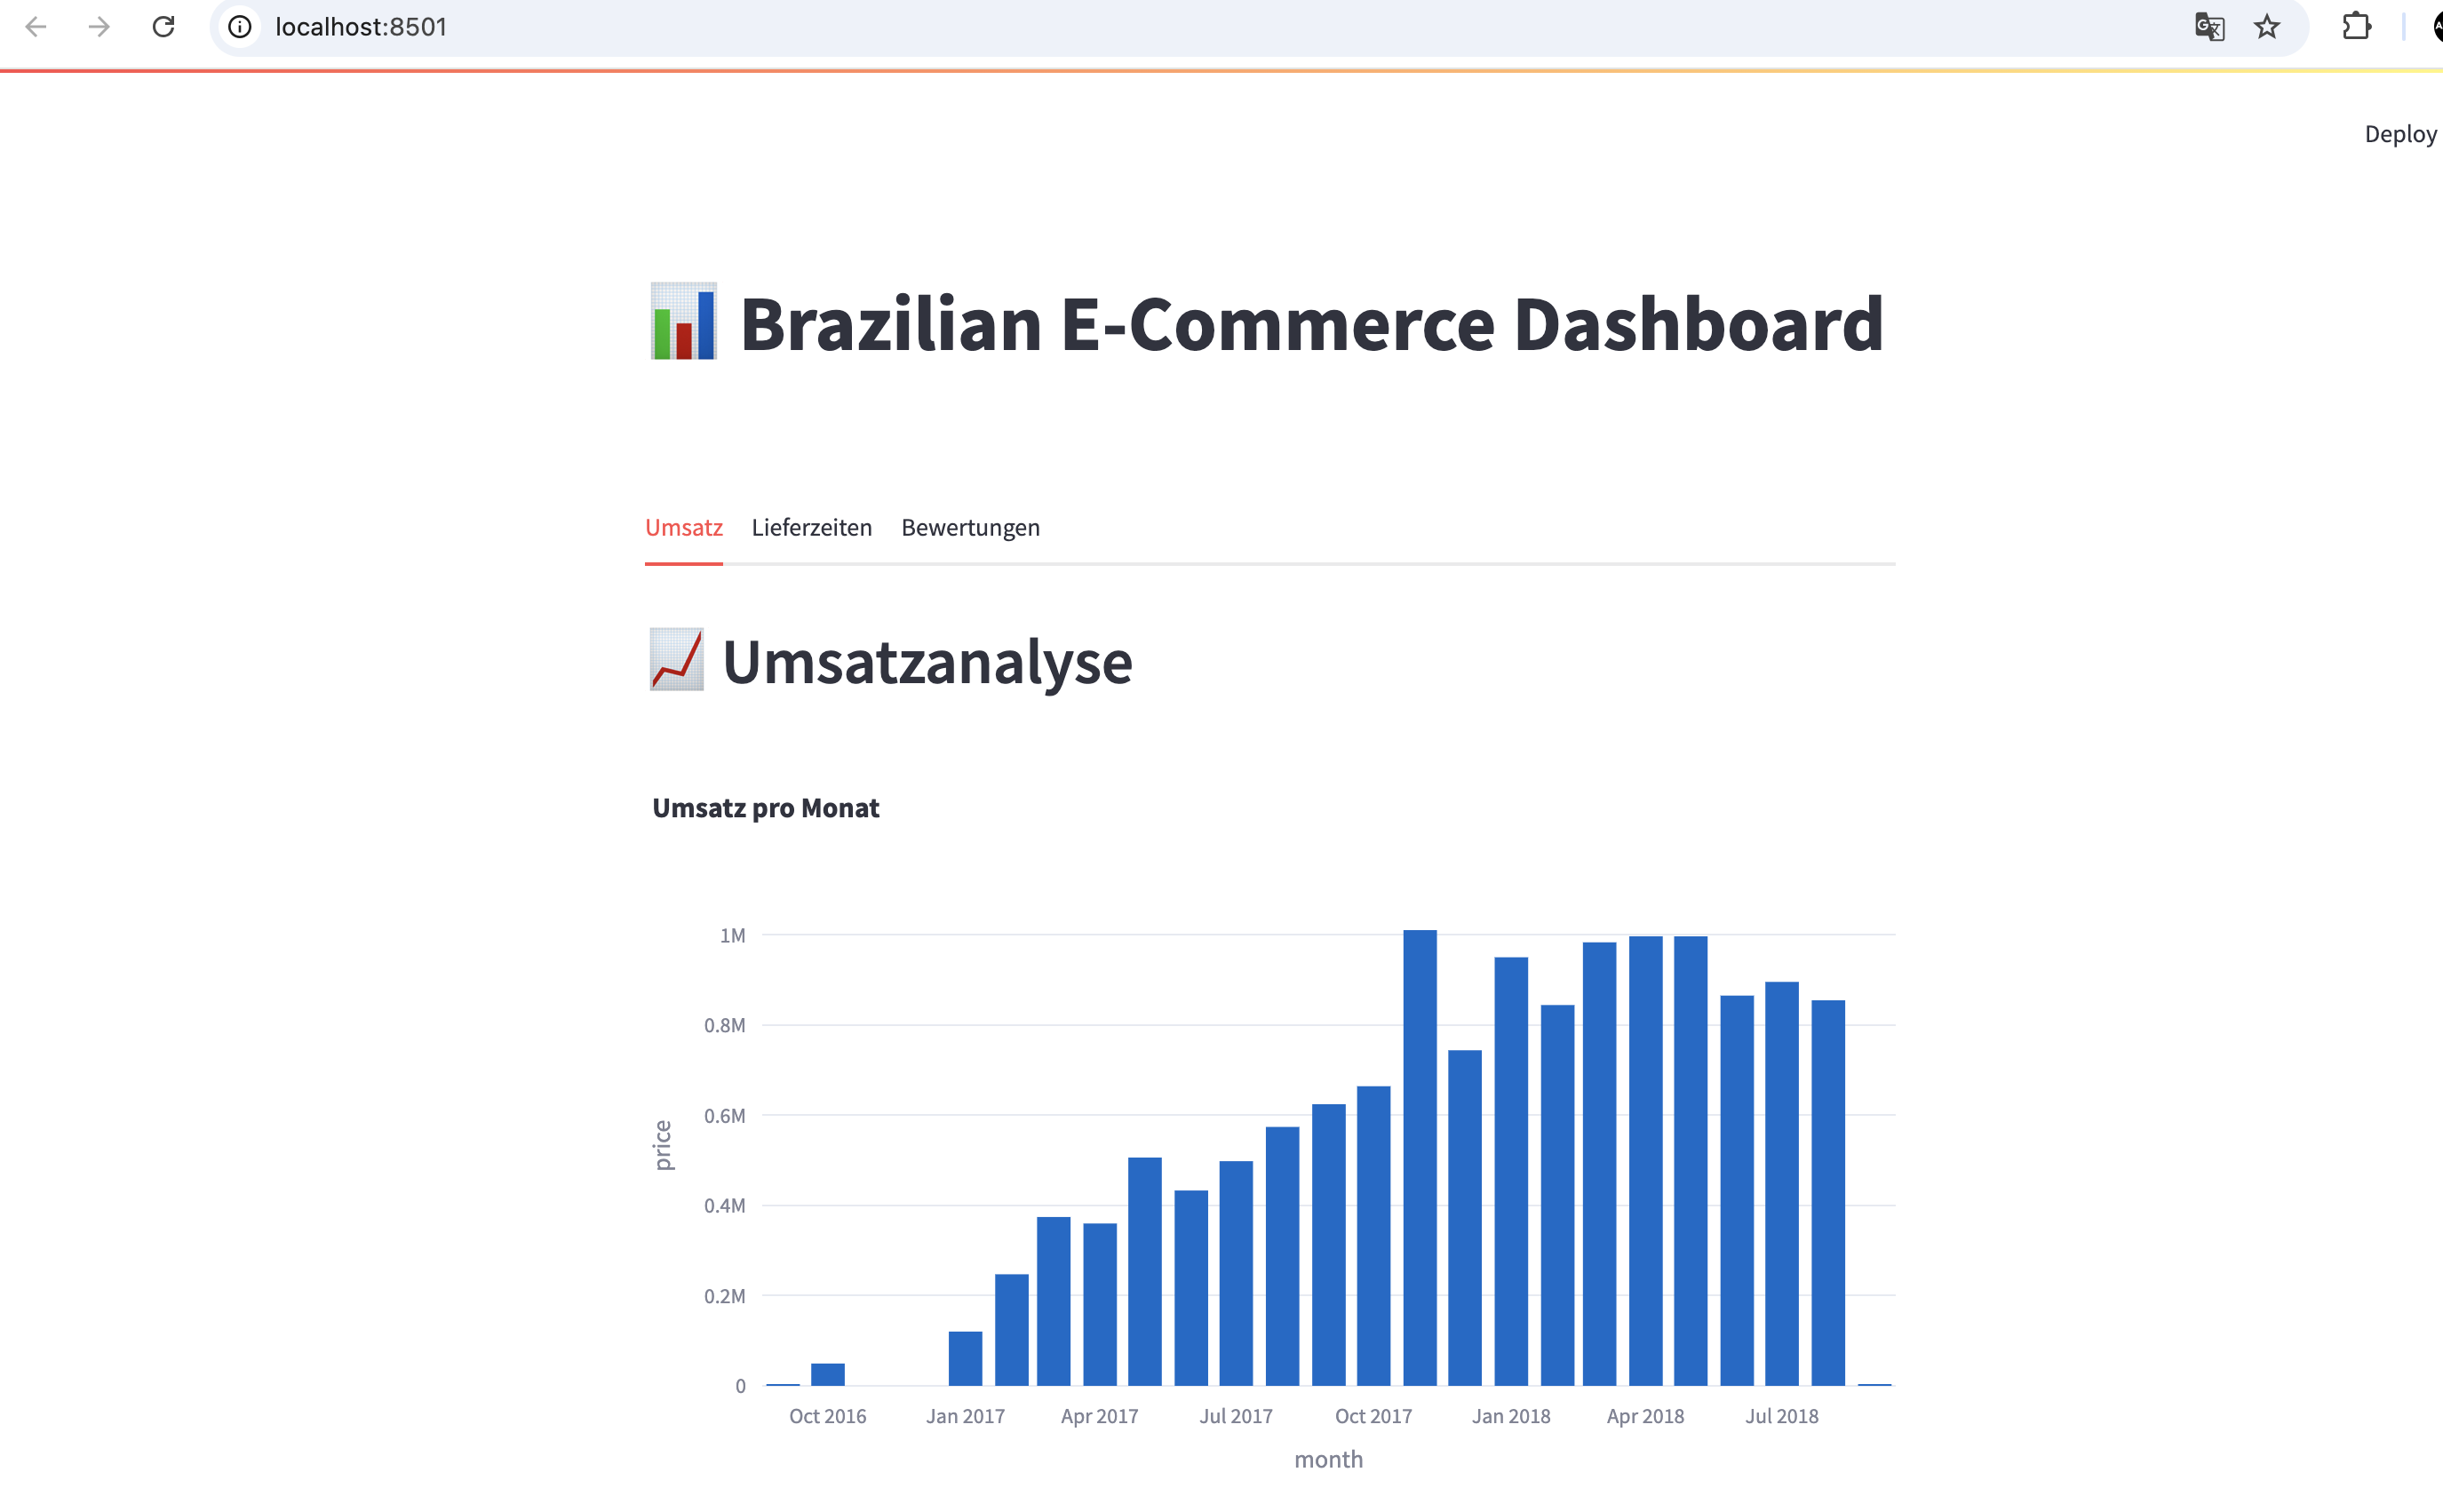 localhost:8501
Deploy
Brazilian E-Commerce Dashboard
Umsatz Lieferzeiten Bewertungen
Umsatzanalyse
Umsatz pro Monat
1M
0.8M
0.6M
0.4M
0.2M
0
price
Oct 2016 Jan 2017 Apr 2017 Jul 2017 Oct 2017 Jan 2018 Apr 2018 Jul 2018
month